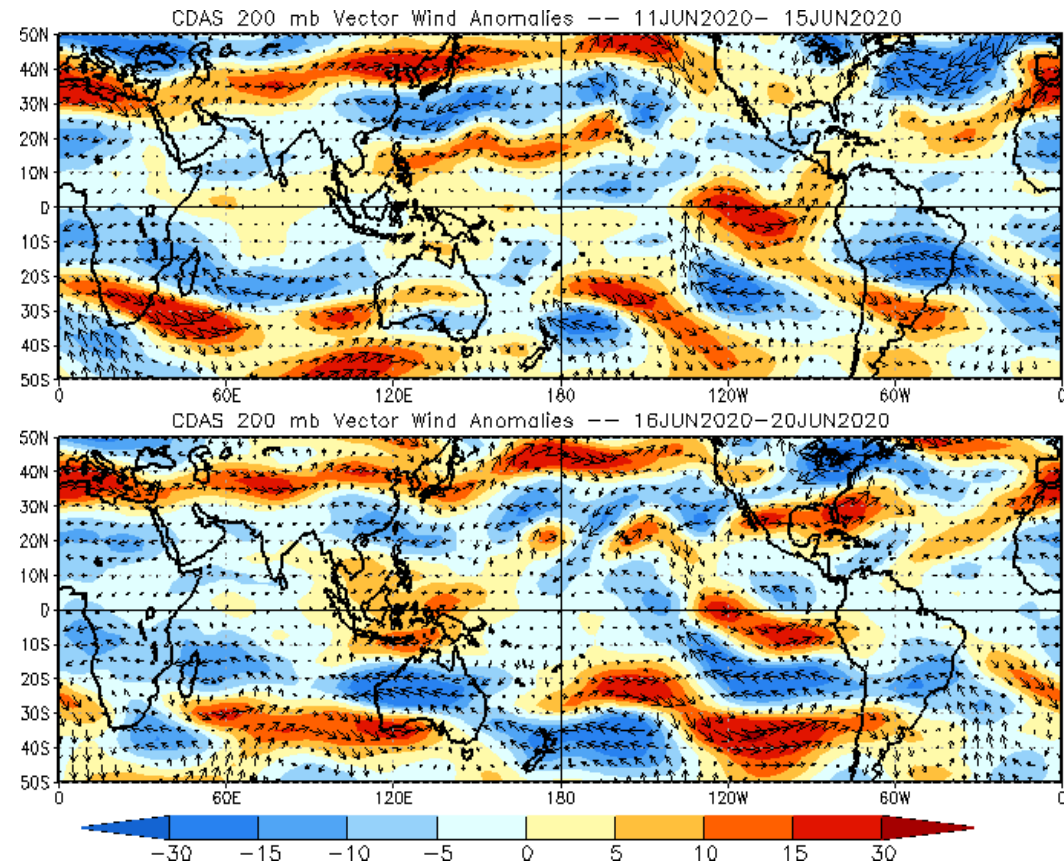 CDAS 200 mb Vector Wind Anomalies -- 11JUN2020- 15JUN2020
50N
40N
30N
20N
10N
0
10S
20S
30S
40S
50S
0 60E 120E 180 120W 60W 0
CDAS 200 mb Vector Wind Anomalies -- 16JUN2020-20JUN2020
50N
40N
30N
20N
10N
0
10S
20S
30S
40S
50S
0 60E 120E 180 120W 60W 0
-30 -15 -10 -5 0 5 10 15 30